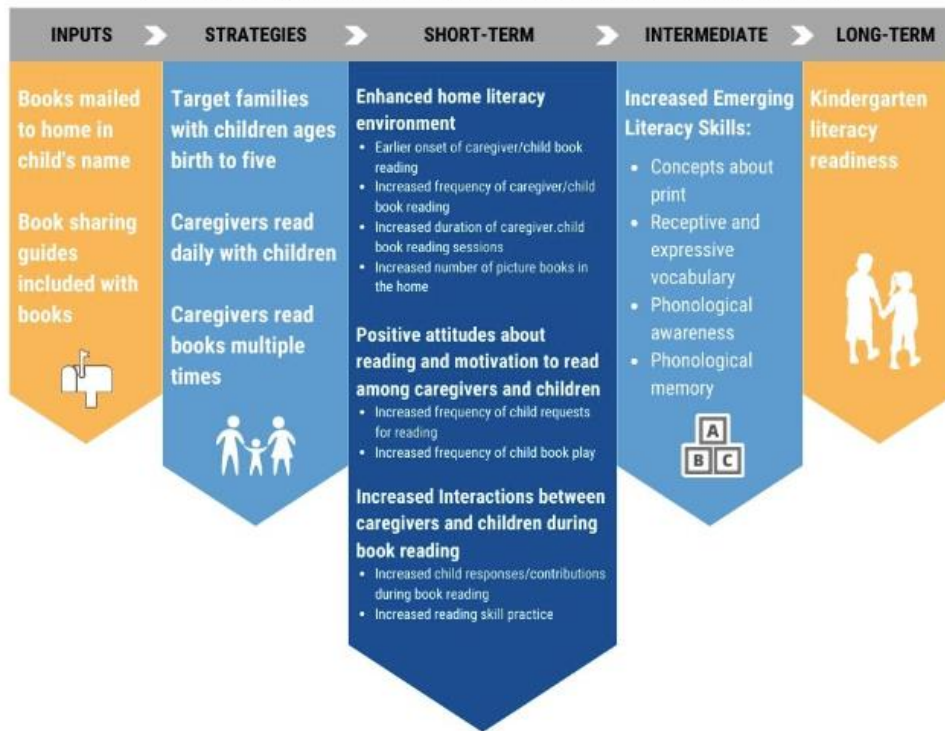 INPUTS
STRATEGIES
SHORT-TERM
INTERMEDIATE
LONG-TERM
Books mailed
to home in
child's name
Book sharing
guides
included with
books
Target families
with children ages
birth to five
Caregivers read
daily with children
Caregivers read
books multiple
times
Enhanced home literacy
environment
• Earlier onset of caregiver/child book
reading
• Increased frequency of caregiver/child
book reading
• Increased duration of caregiver.child
book reading sessions
• Increased number of picture books in
the home
Positive attitudes about
reading and motivation to read
among caregivers and children
• Increased frequency of child requests
for reading
• Increased frequency of child book play
Increased Interactions between
caregivers and children during
book reading
• Increased child responses/contributions
during book reading
• Increased reading skill practice
Increased Emerging
Literacy Skills:
• Concepts about
print
• Receptive and
expressive
vocabulary
• Phonological
awareness
• Phonological
memory
A
B C
Kindergarten
literacy
readiness